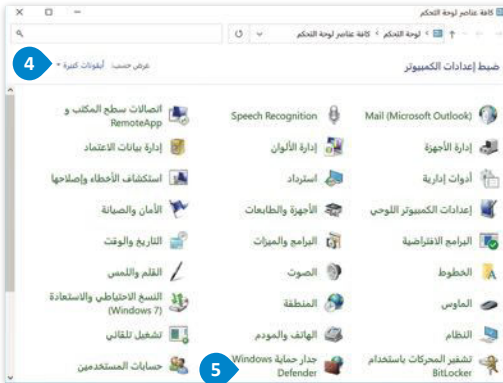 كافة عناصر لوحة التحكم
لوحة التحكم > كافة عناصر لوحة التحكم
4
ضبط إعدادات الكمبيوتر
عرض حسب: أيقونات كبيرة
Mail (Microsoft Outlook)
Speech Recognition
اتصالات سطح المكتب و
RemoteApp
إدارة الأجهزة
إدارة الألوان
إدارة بيانات الاعتماد
أدوات إدارية
استرداد
استكشاف الأخطاء وإصلاحها
إعدادات الكمبيوتر اللوحي
الأجهزة والطابعات
الأمان والصيانة
البرامج الافتراضية
البرامج والميزات
التاريخ والوقت
الخطوط
الصوت
القلم واللمس
الماوس
المنطقة
النسخ الاحتياطي والاستعادة
(Windows 7)
النظام
الهاتف والمودم
تشغيل تلقائي
تشفير المحركات باستخدام
BitLocker
جدار حماية Windows
Defender
5
حسابات المستخدمين